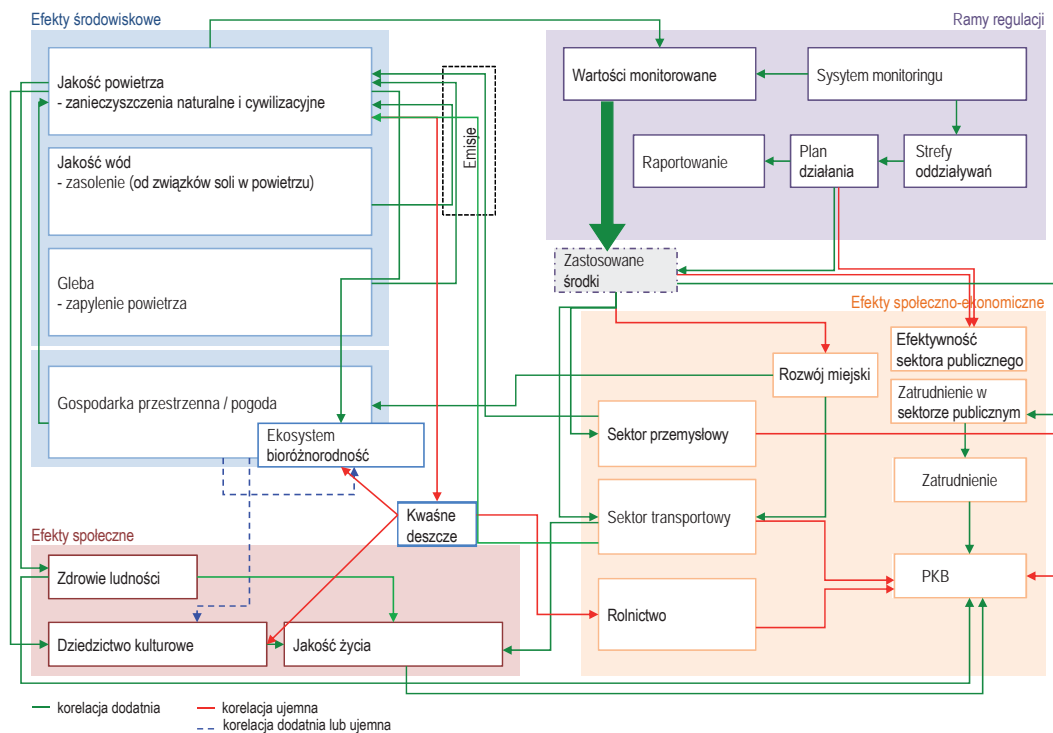 Efekty środowiskowe
Ramy regulacji
Jakość powietrza
- zanieczyszczenia naturalne i cywilizacyjne
Wartości monitorowane
Sysytem monitoringu
Emisje
Jakość wód
- zasolenie (od związków soli w powietrzu)
Raportowanie
Plan
działania
Strefy
oddziaływań
Gleba
- zapylenie powietrza
Zastosowane
środki
Efekty społeczno-ekonomiczne
Efektywność
sektora publicznego
Rozwój miejski
Zatrudnienie w
sektorze publicznym
Gospodarka przestrzenna / pogoda
Ekosystem
bioróżnorodność
Sektor przemysłowy
Zatrudnienie
Kwaśne
deszcze
Sektor transportowy
Efekty społeczne
Zdrowie ludności
PKB
Rolnictwo
Dziedzictwo kulturowe
Jakość życia
korelacja dodatnia
korelacja ujemna
korelacja dodatnia lub ujemna